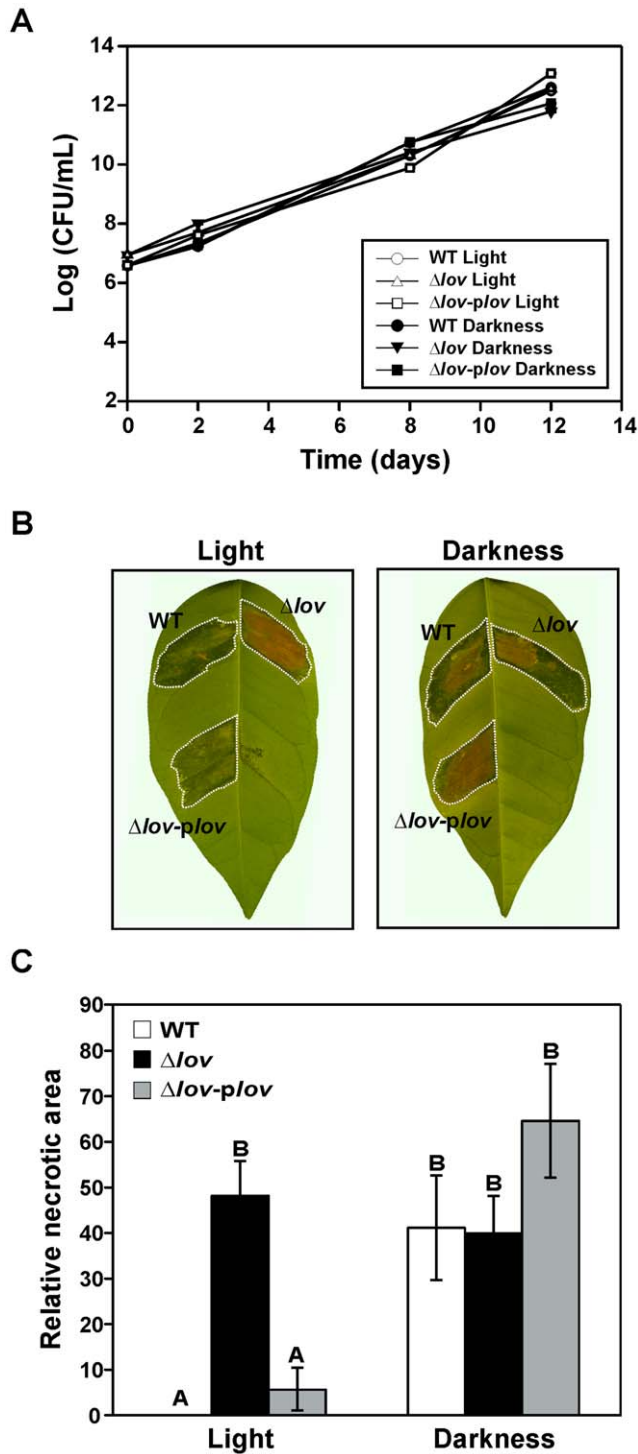 A
14
12
10
8
6
4
2
Log (CFU/mL)
WT Light
Δlov Light
Δlov-plov Light
WT Darkness
Δlov Darkness
Δlov-plov Darkness
0 2 4 6 8 10 12 14
Time (days)
B
Light
Darkness
WT
Δlov
Δlov-plov
WT
Δlov
Δlov-plov
C
90
80
70
60
50
40
30
20
10
0
Relative necrotic area
WT
Δlov
Δlov-plov
A
B
A
B
B
B
Light
Darkness